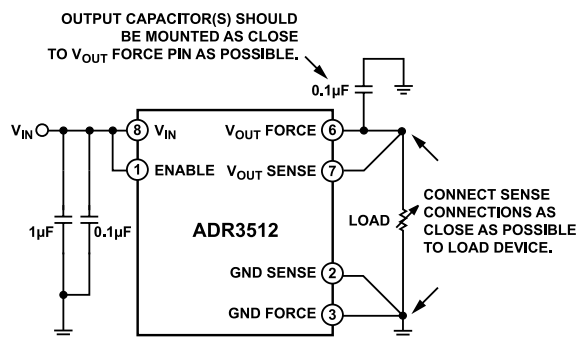 OUTPUT CAPACITOR(S) SHOULD
BE MOUNTED AS CLOSE
TO VOUT FORCE PIN AS POSSIBLE.
0.1µF
VIN
8
VIN
VOUT FORCE
6
1
ENABLE
VOUT SENSE
7
1µF
0.1µF
ADR3512
LOAD
CONNECT SENSE
CONNECTIONS AS
CLOSE AS POSSIBLE
TO LOAD DEVICE.
GND SENSE
2
GND FORCE
3